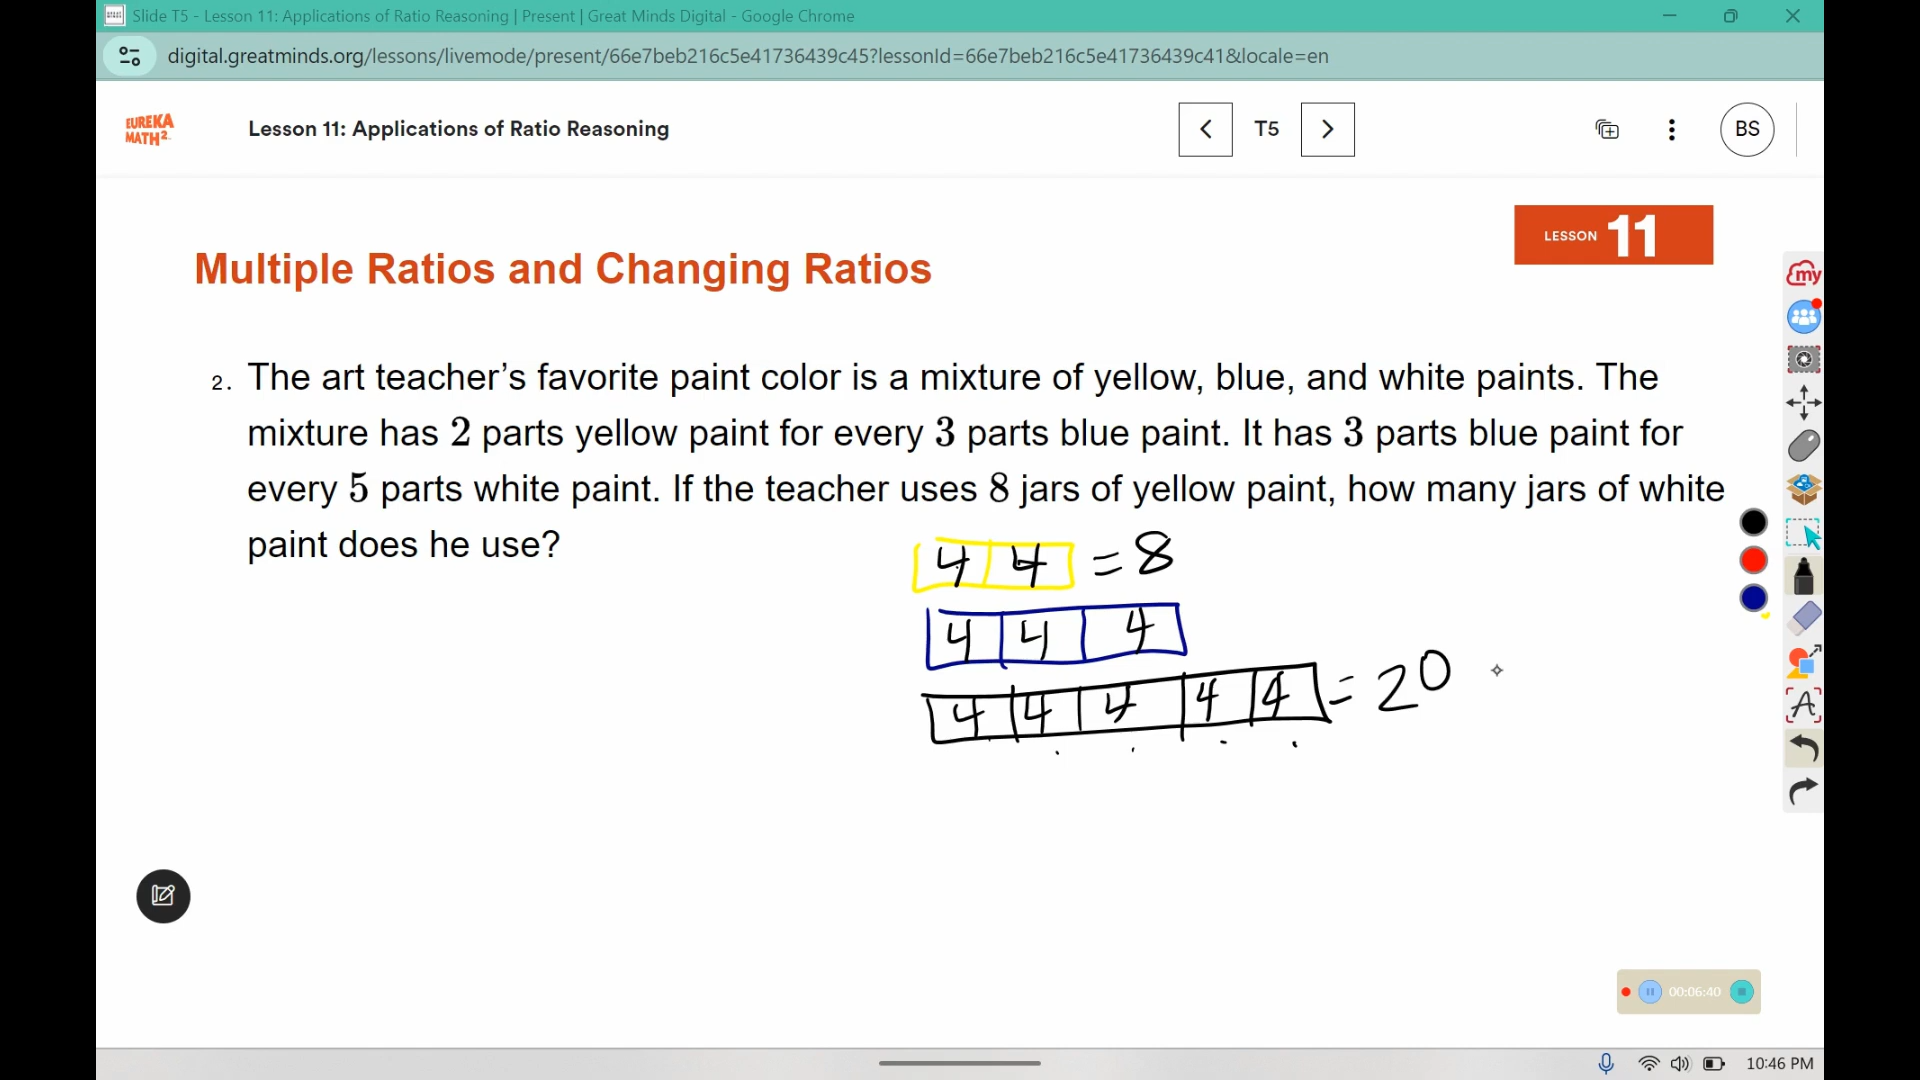 Slide T5 - Lesson 11: Applications of Ratio Reasoning | Present | Great Minds Digital - Google Chrome
digital.greatminds.org/lessons/livemode/present/66e7beb216c5e41736439c45?lessonId=66e7beb216c5e41736439c41&locale=en
EUREKA
MATH²
Lesson 11: Applications of Ratio Reasoning
T5
BS
LESSON 11
Multiple Ratios and Changing Ratios
my
2. The art teacher’s favorite paint color is a mixture of yellow, blue, and white paints. The
mixture has 2 parts yellow paint for every 3 parts blue paint. It has 3 parts blue paint for
every 5 parts white paint. If the teacher uses 8 jars of yellow paint, how many jars of white
paint does he use?
4 4 = 8
4 4 4
4 4 4 4 4 = 20
A
00:06:40
10:46 PM